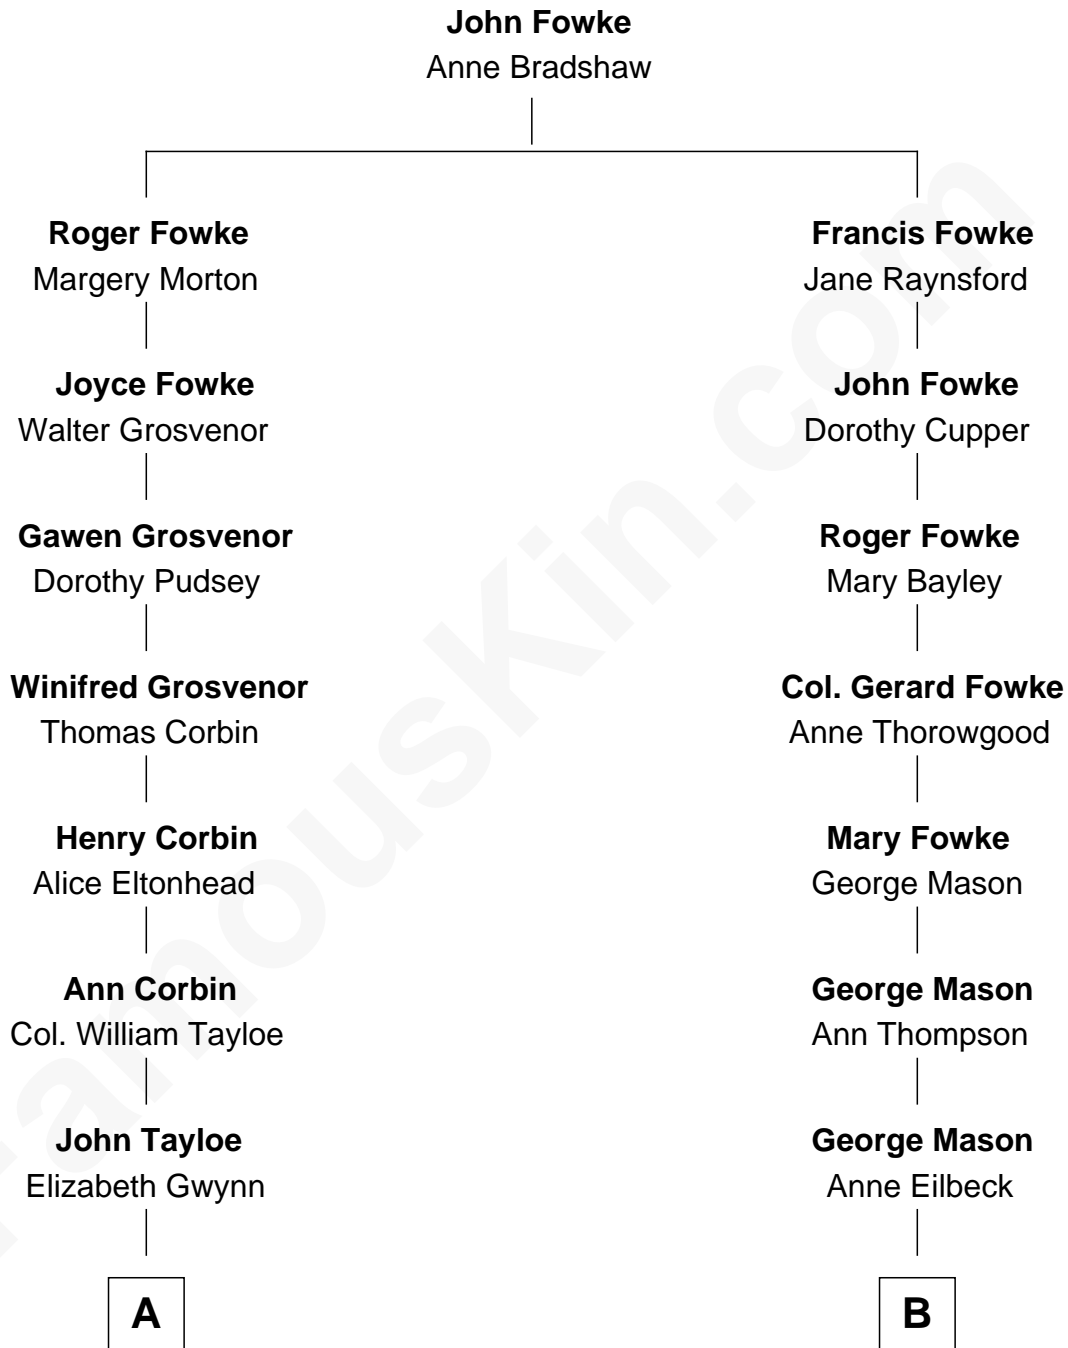 John Fowke
Anne Bradshaw
Roger Fowke
Margery Morton
Francis Fowke
Jane Raynsford
Joyce Fowke
Walter Grosvenor
John Fowke
Dorothy Cupper
Gawen Grosvenor
Dorothy Pudsey
Roger Fowke
Mary Bayley
Winifred Grosvenor
Thomas Corbin
Col. Gerard Fowke
Anne Thorowgood
Henry Corbin
Alice Eltonhead
Mary Fowke
George Mason
Ann Corbin
Col. William Tayloe
George Mason
Ann Thompson
John Tayloe
Elizabeth Gwynn
George Mason
Anne Eilbeck
A
B
FamousKin.com